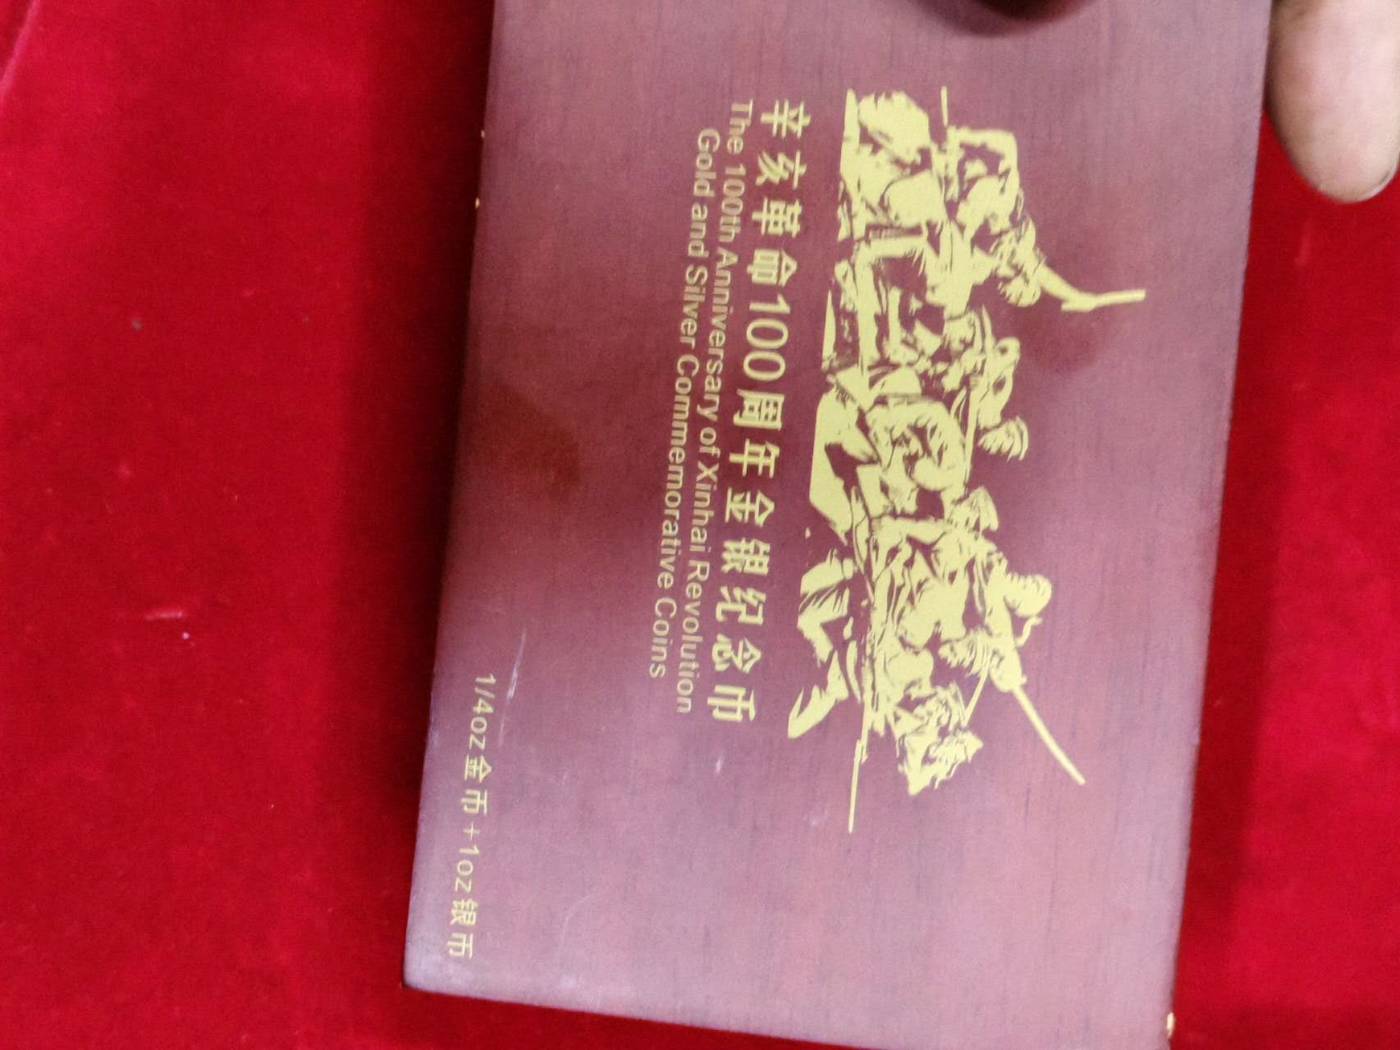 辛亥革命100周年金银纪念币
The 100th Anniversary of Xinhai Revolution
Gold and Silver Commemorative Coins
1/4oz金币+1oz银币